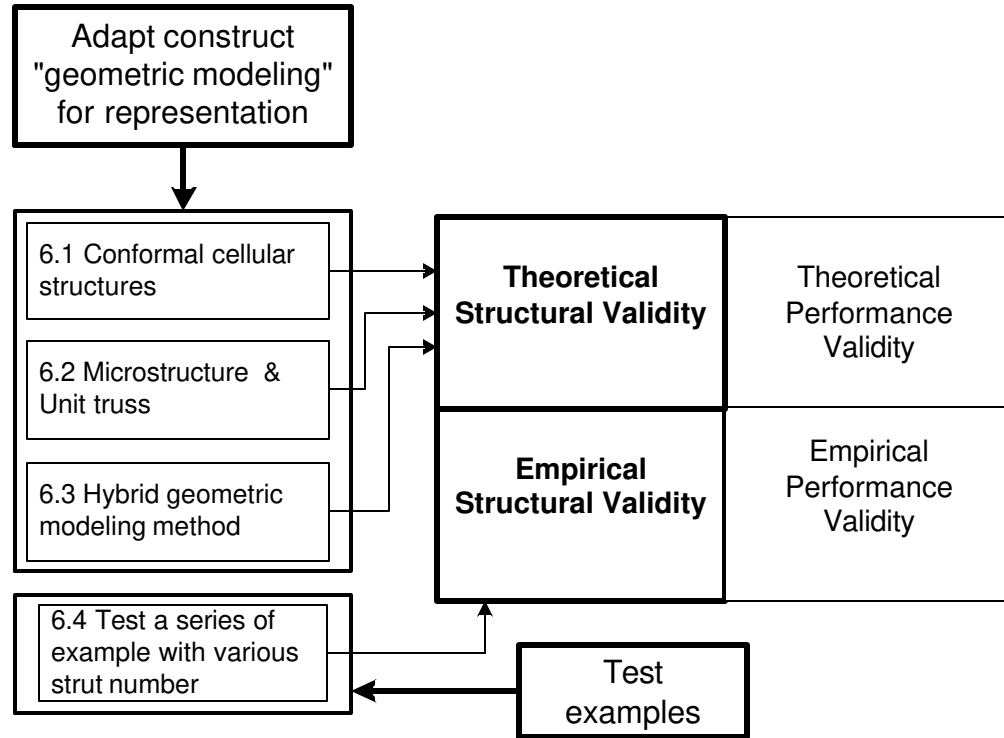 Adapt construct
"geometric modeling"
for representation
6.1 Conformal cellular
structures
6.2 Microstructure &
Unit truss
6.3 Hybrid geometric
modeling method
6.4 Test a series of
example with various
strut number
Theoretical
Structural Validity
Theoretical
Performance
Validity
Empirical
Structural Validity
Empirical
Performance
Validity
Test
examples